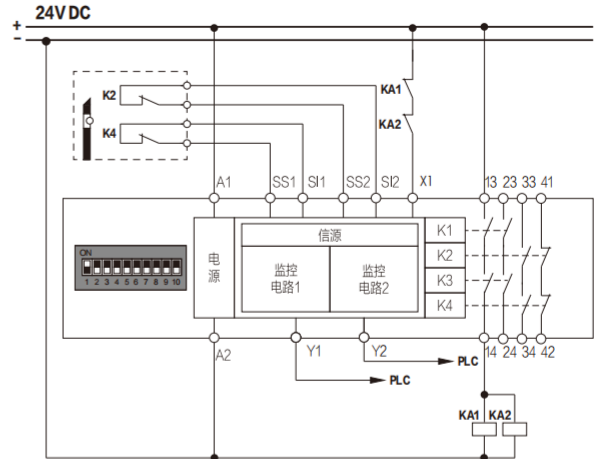 24V DC
+
−
K2
K4
KA1
KA2
A1 SS1 SI1 SS2 SI2 X1 13 23 33 41
ON
1 2 3 4 5 6 7 8 9 10
电源
信源
监控电路1
监控电路2
K1
K2
K3
K4
A2 Y1 Y2 14 24 34 42
PLC
PLC
KA1 KA2